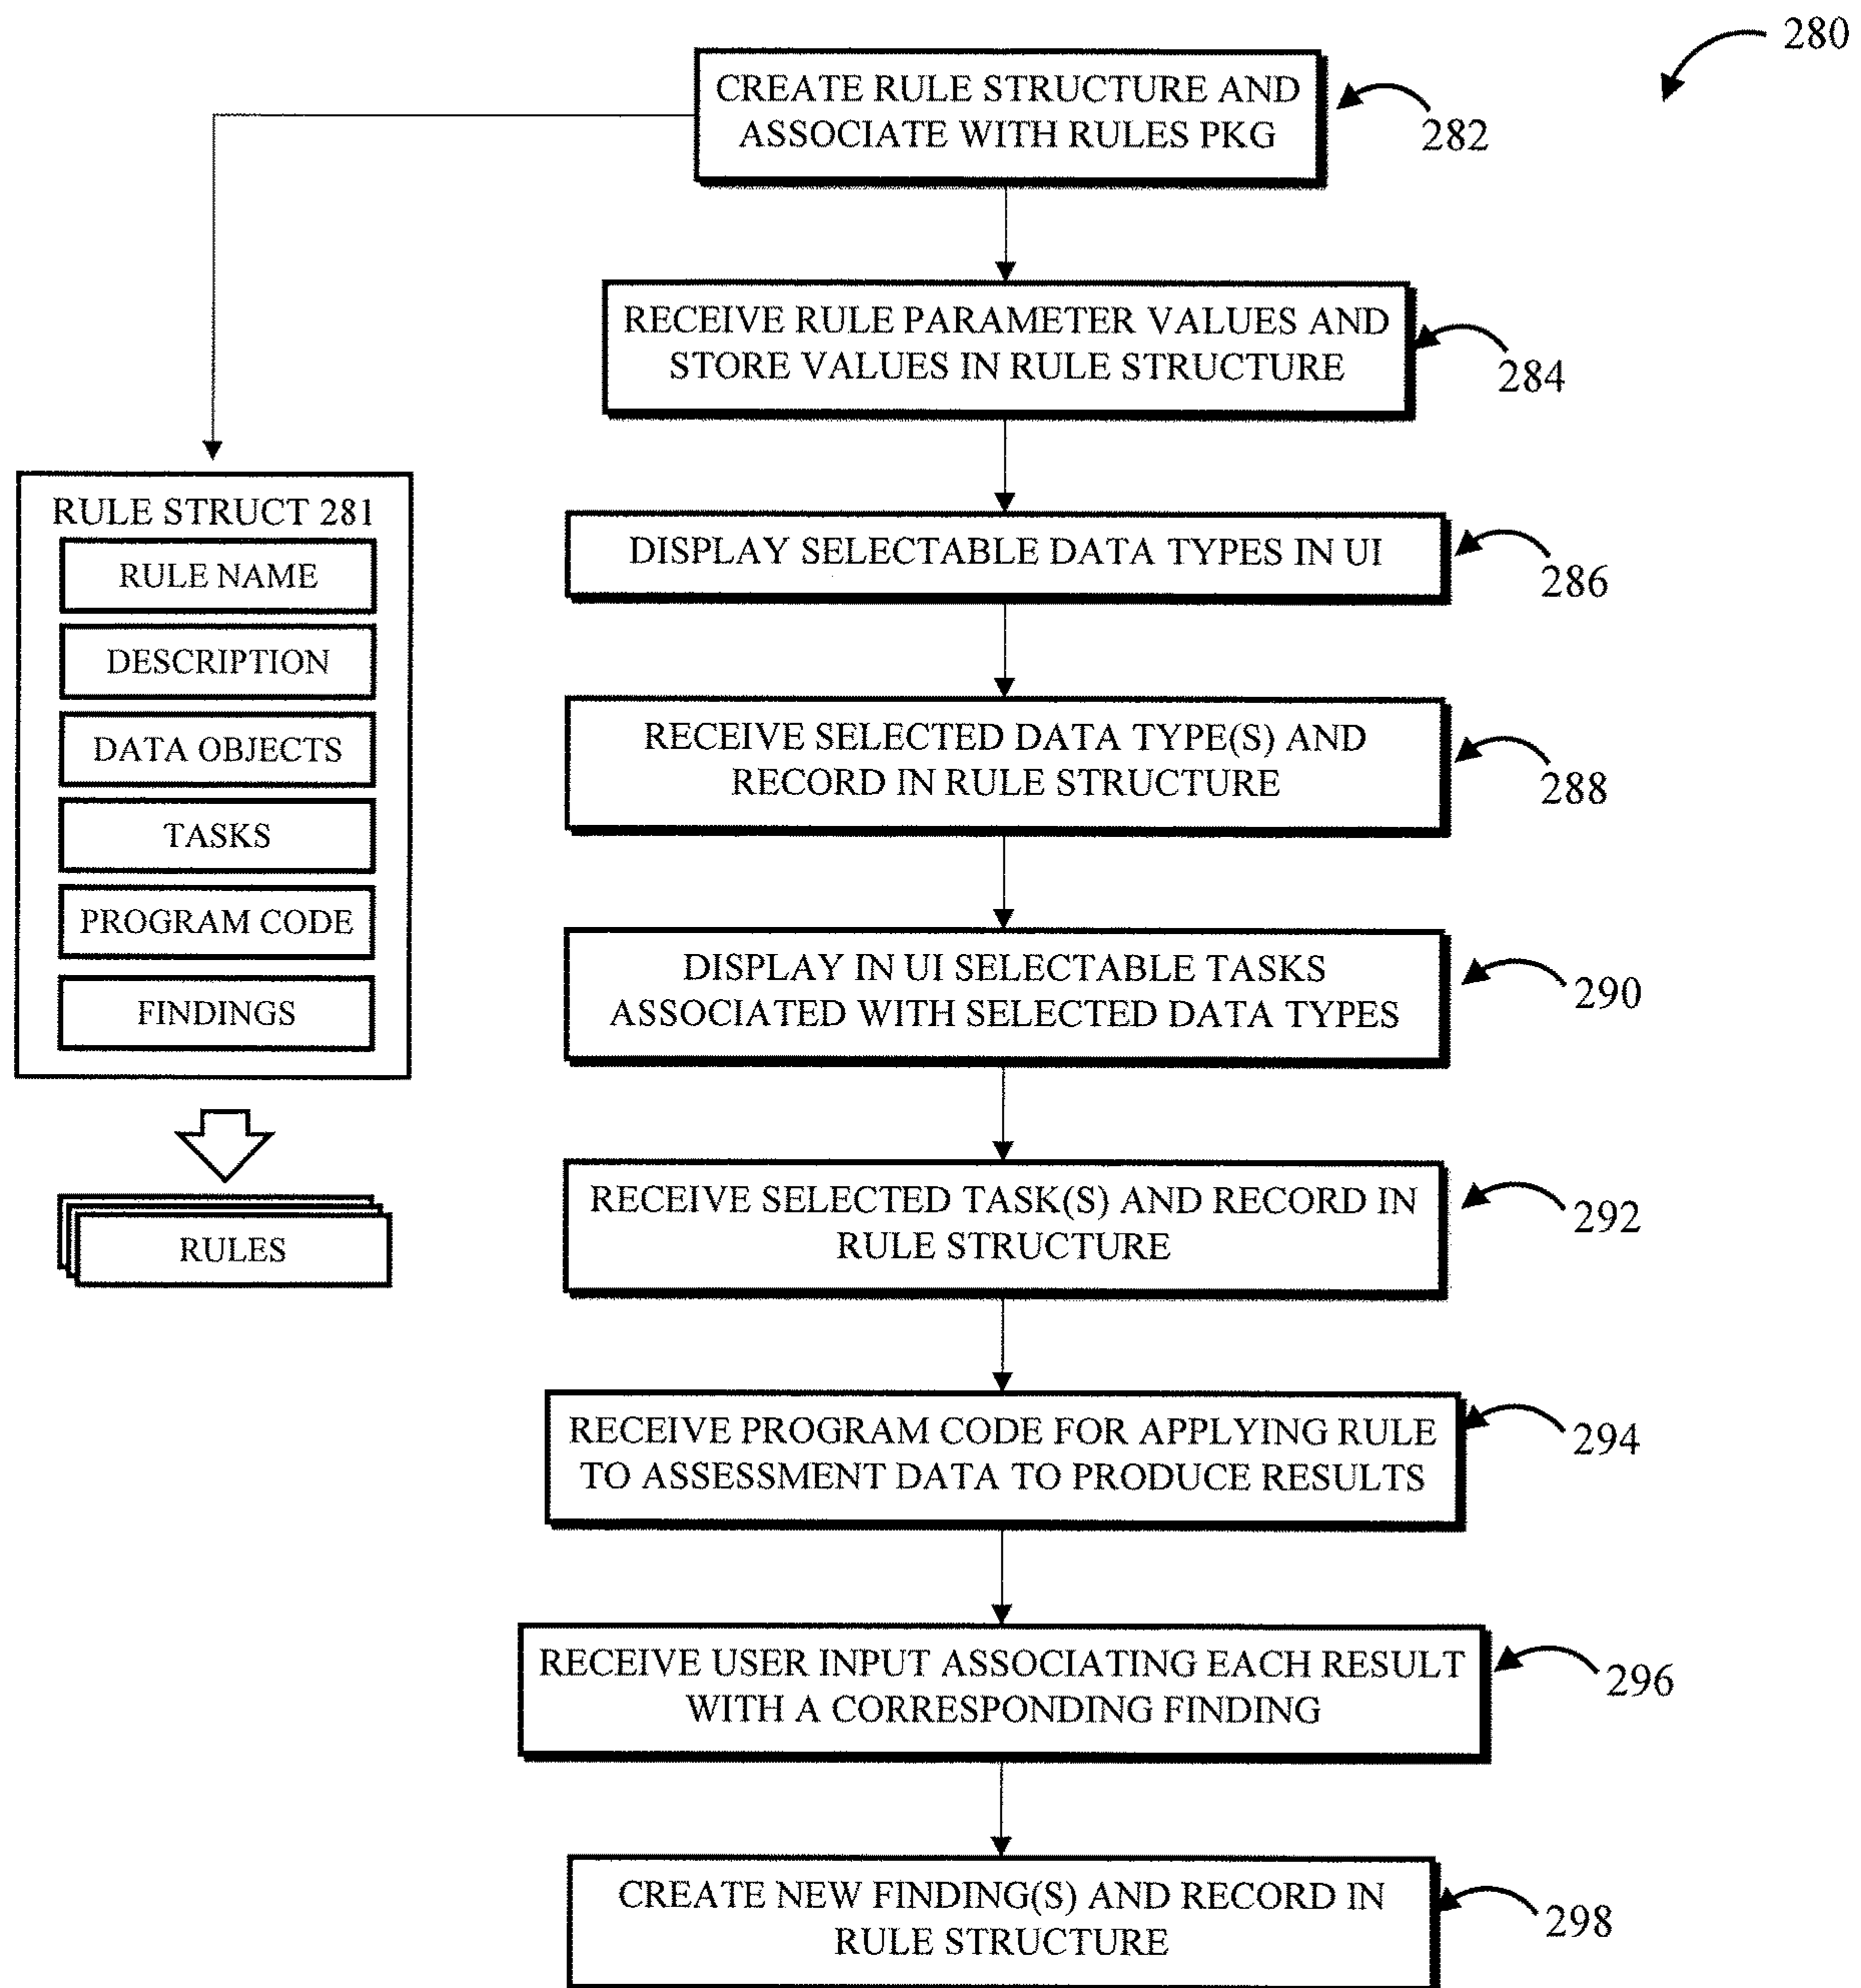 280
CREATE RULE STRUCTURE AND
ASSOCIATE WITH RULES PKG
282
RECEIVE RULE PARAMETER VALUES AND
STORE VALUES IN RULE STRUCTURE
284
RULE STRUCT 281
RULE NAME
DESCRIPTION
DATA OBJECTS
TASKS
PROGRAM CODE
FINDINGS
RULES
DISPLAY SELECTABLE DATA TYPES IN UI
286
RECEIVE SELECTED DATA TYPE(S) AND
RECORD IN RULE STRUCTURE
288
DISPLAY IN UI SELECTABLE TASKS
ASSOCIATED WITH SELECTED DATA TYPES
290
RECEIVE SELECTED TASK(S) AND RECORD IN
RULE STRUCTURE
292
RECEIVE PROGRAM CODE FOR APPLYING RULE
TO ASSESSMENT DATA TO PRODUCE RESULTS
294
RECEIVE USER INPUT ASSOCIATING EACH RESULT
WITH A CORRESPONDING FINDING
296
CREATE NEW FINDING(S) AND RECORD IN
RULE STRUCTURE
298